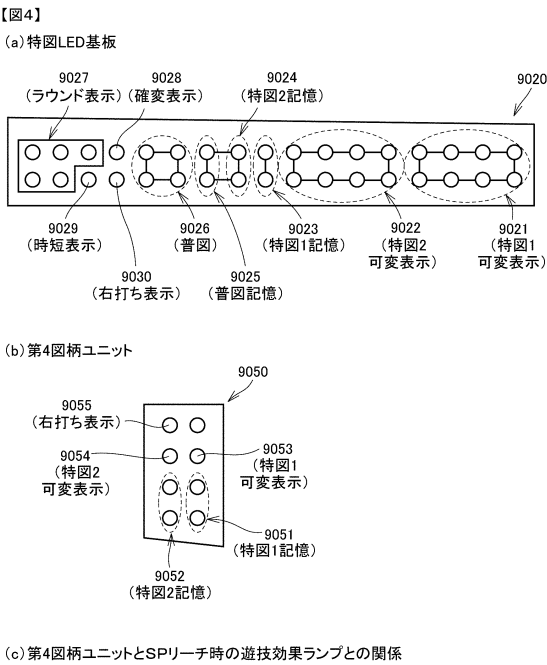 【図4】
(a)特図LED基板
9027
(ラウンド表示)
9028
(確変表示)
9024
(特図2記憶)
9020
9029
(時短表示)
9030
(右打ち表示)
9026
(普図)
9025
(普図記憶)
9023
(特図1記憶)
9022
(特図2
可変表示)
9021
(特図1
可変表示)
(b)第4図柄ユニット
9050
9055
(右打ち表示)
9054
(特図2
可変表示)
9053
(特図1
可変表示)
9051
(特図1記憶)
9052
(特図2記憶)
(c)第4図柄ユニットとSPリーチ時の遊技効果ランプとの関係